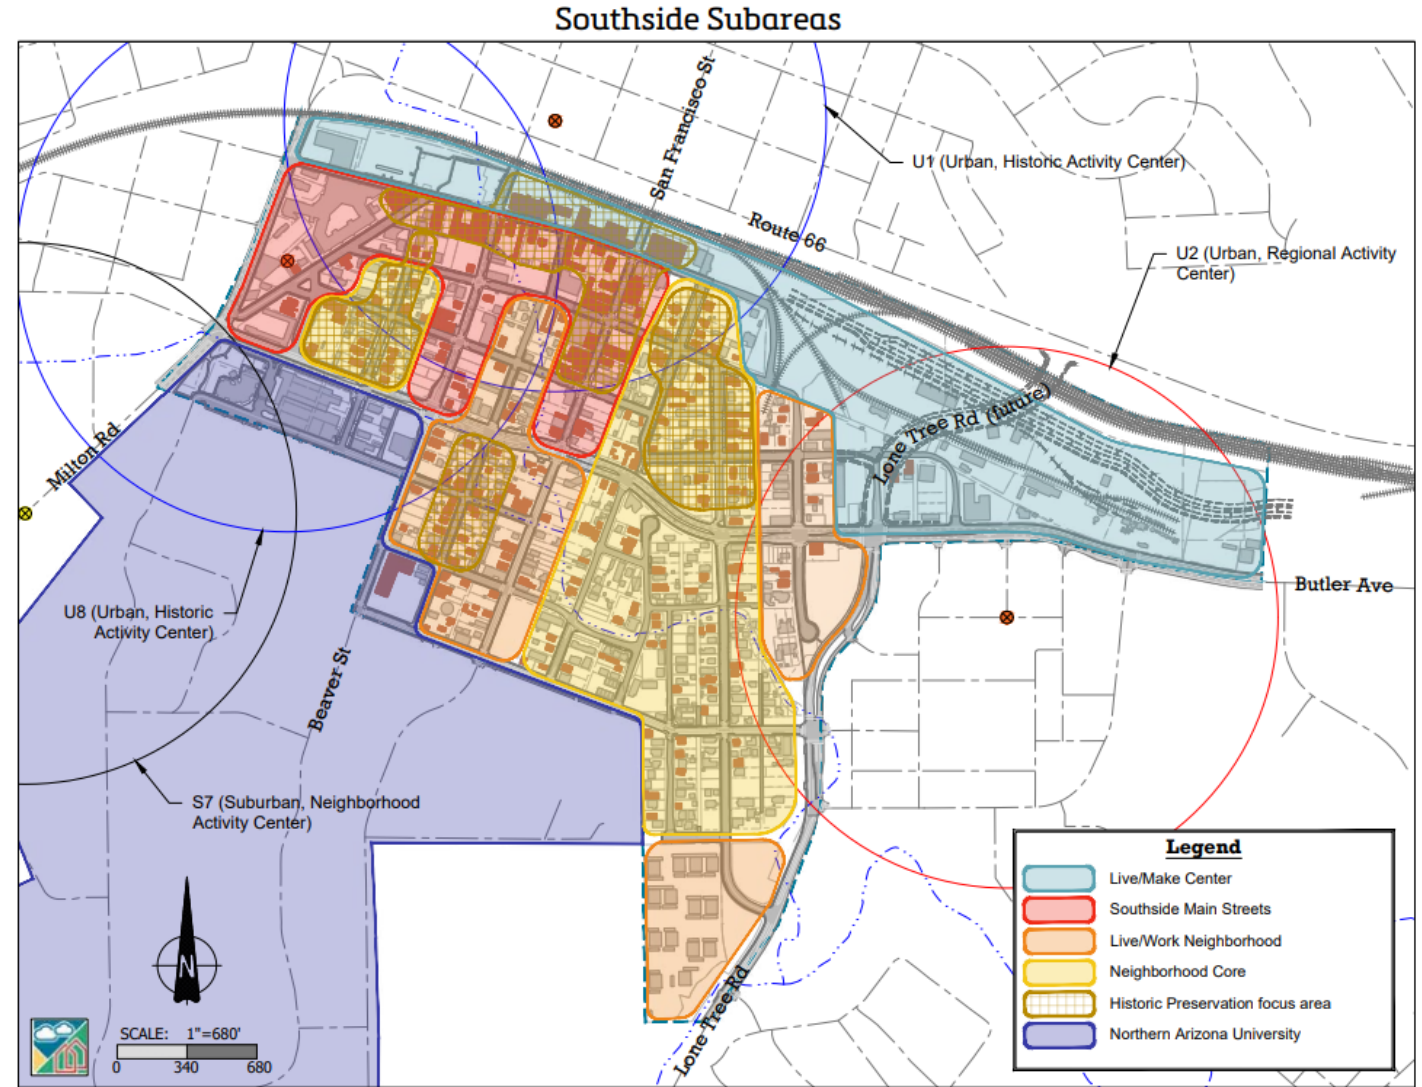 Southside Subareas
San Francisco St
U1 (Urban, Historic Activity Center)
Route 66
U2 (Urban, Regional Activity
Center)
Lone Tree Rd (future)
Milton Rd
Butler Ave
U8 (Urban, Historic
Activity Center)
Beaver St
S7 (Suburban, Neighborhood
Activity Center)
Lone Tree Rd
N
SCALE: 1"=680'
0 340 680
Legend
Live/Make Center
Southside Main Streets
Live/Work Neighborhood
Neighborhood Core
Historic Preservation focus area
Northern Arizona University